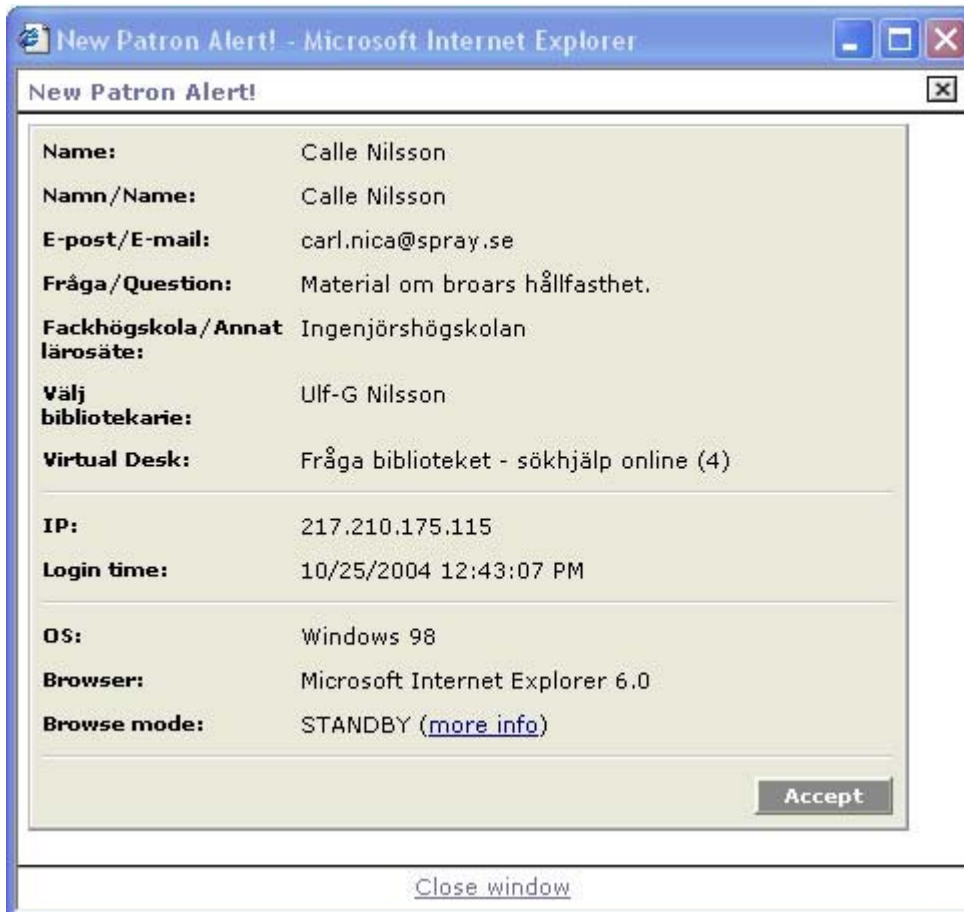 New Patron Alert! - Microsoft Internet Explorer
New Patron Alert!
Name: Calle Nilsson
Namn/Name: Calle Nilsson
E-post/E-mail: carl.nica@spray.se
Fråga/Question: Material om broars hållfasthet.
Fackhögskola/Annat Ingenjörshögskolan
lärosäte:
Välj Ulf-G Nilsson
bibliotekarie:
Virtual Desk: Fråga biblioteket - sökhjälp online (4)
IP: 217.210.175.115
Login time: 10/25/2004 12:43:07 PM
OS: Windows 98
Browser: Microsoft Internet Explorer 6.0
Browse mode: STANDBY (more info)
Accept
Close window